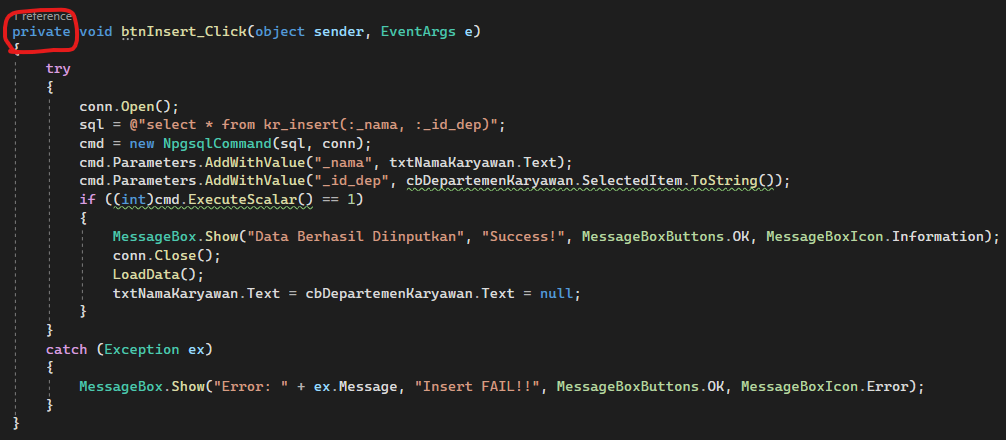 1 reference
private void btnInsert_Click(object sender, EventArgs e)
{
try
{
conn.Open();
sql = @"select * from kr_insert(:_nama, :_id_dep)";
cmd = new NpgsqlCommand(sql, conn);
cmd.Parameters.AddWithValue("_nama", txtNamaKaryawan.Text);
cmd.Parameters.AddWithValue("_id_dep", cbDepartemenKaryawan.SelectedItem.ToString());
if ((int)cmd.ExecuteScalar() == 1)
{
MessageBox.Show("Data Berhasil Diinputkan", "Success!", MessageBoxButtons.OK, MessageBoxIcon.Information);
conn.Close();
LoadData();
txtNamaKaryawan.Text = cbDepartemenKaryawan.Text = null;
}
}
catch (Exception ex)
{
MessageBox.Show("Error: " + ex.Message, "Insert FAIL!!", MessageBoxButtons.OK, MessageBoxIcon.Error);
}
}